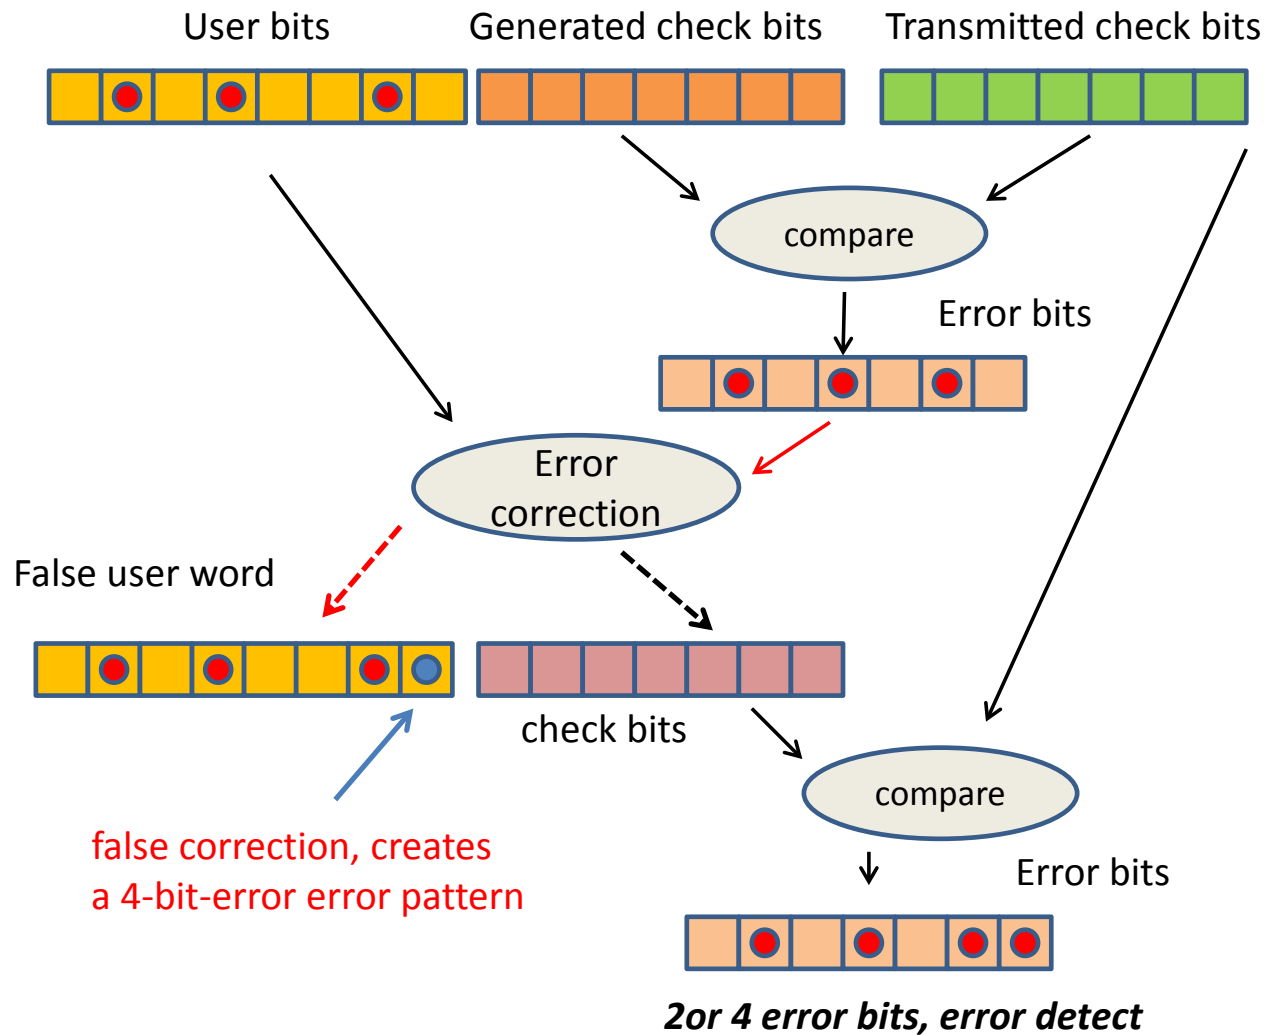 User bits
Generated check bits
Transmitted check bits
compare
Error bits
Error
correction
False user word
check bits
compare
false correction, creates
a 4-bit-error error pattern
Error bits
2or 4 error bits, error detect